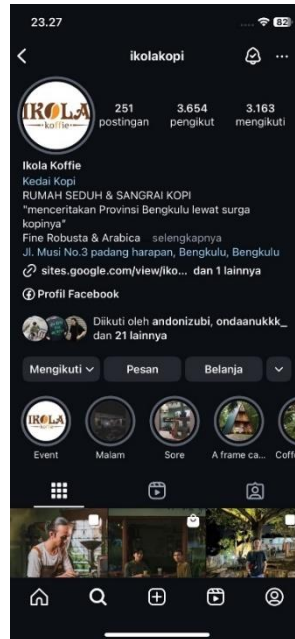 23.27
82
ikolakopi
IKOLA
koffie
251 3.654 3.163
postingan pengikut mengikuti
Ikola Koffie
Kedai Kopi
RUMAH SEDUH & SANGRAI KOPI
"menceritakan Provinsi Bengkulu lewat surga
kopinya"
Fine Robusta & Arabica selengkapnya
Jl. Musi No.3 padang harapan, Bengkulu, Bengkulu
sites.google.com/view/iko... dan 1 lainnya
Profil Facebook
Diikuti oleh andonizubi, ondaanukkk_
dan 21 lainnya
Mengikuti Pesan Belanja
IKOLA
Event Malam Sore A frame ca... Coff